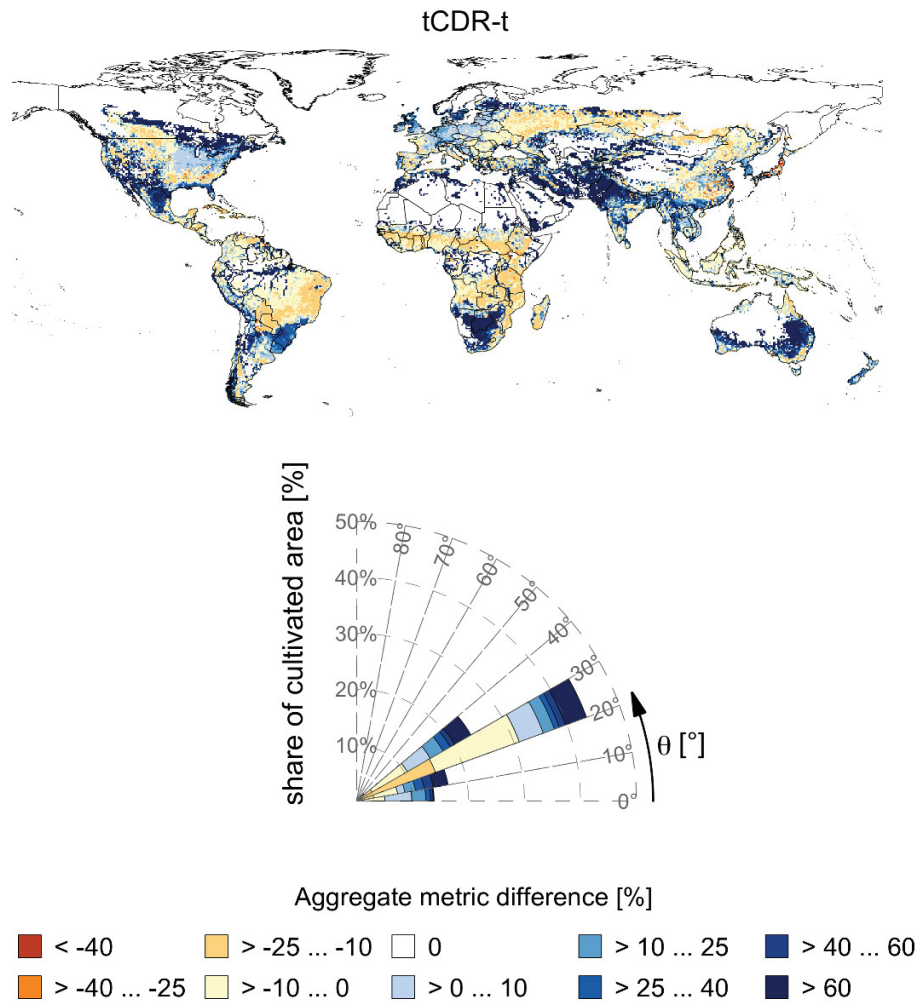 tCDR-t
share of cultivated area [%]
50%
40%
30%
20%
10%
80°
70°
60°
50°
40°
30°
20°
10°
0°
θ [°]
Aggregate metric difference [%]
< -40
> -25 ... -10
0
> 10 ... 25
> 40 ... 60
> -40 ... -25
> -10 ... 0
> 0 ... 10
> 25 ... 40
> 60